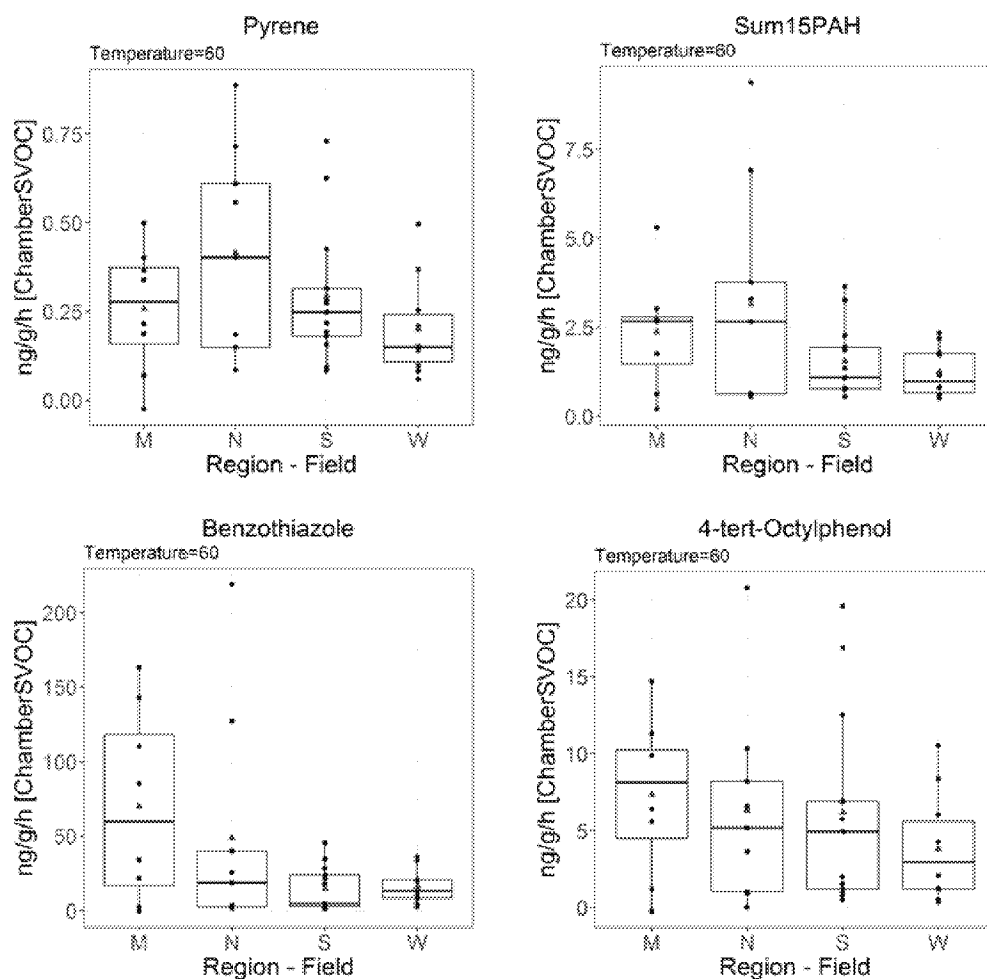 Pyrene
Temperature=60
ng/g/h [ChamberSVOC]
0.75
0.50
0.25
0.00
M N S W
Region - Field
Sum15PAH
Temperature=60
ng/g/h [ChamberSVOC]
7.5
5.0
2.5
0.0
M N S W
Region - Field
Benzothiazole
Temperature=60
ng/g/h [ChamberSVOC]
200
150
100
50
0
M N S W
Region - Field
4-tert-Octylphenol
Temperature=60
ng/g/h [ChamberSVOC]
20
15
10
5
0
M N S W
Region - Field